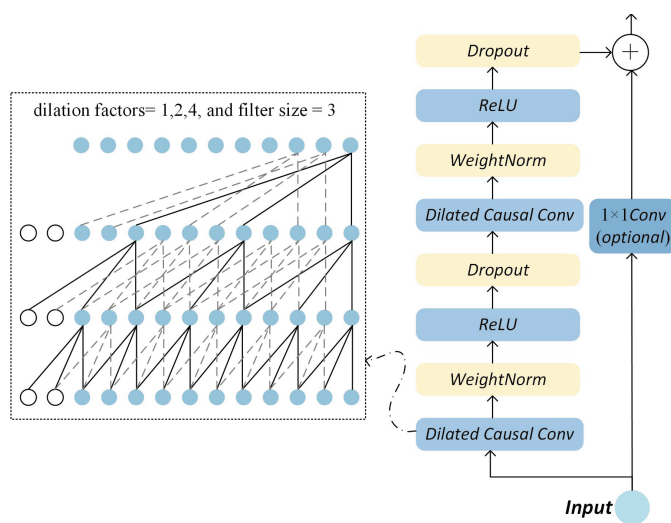 dilation factors= 1,2,4, and filter size = 3
Dropout
+
ReLU
WeightNorm
Dilated Causal Conv
1×1Conv
(optional)
Dropout
ReLU
WeightNorm
Dilated Causal Conv
Input